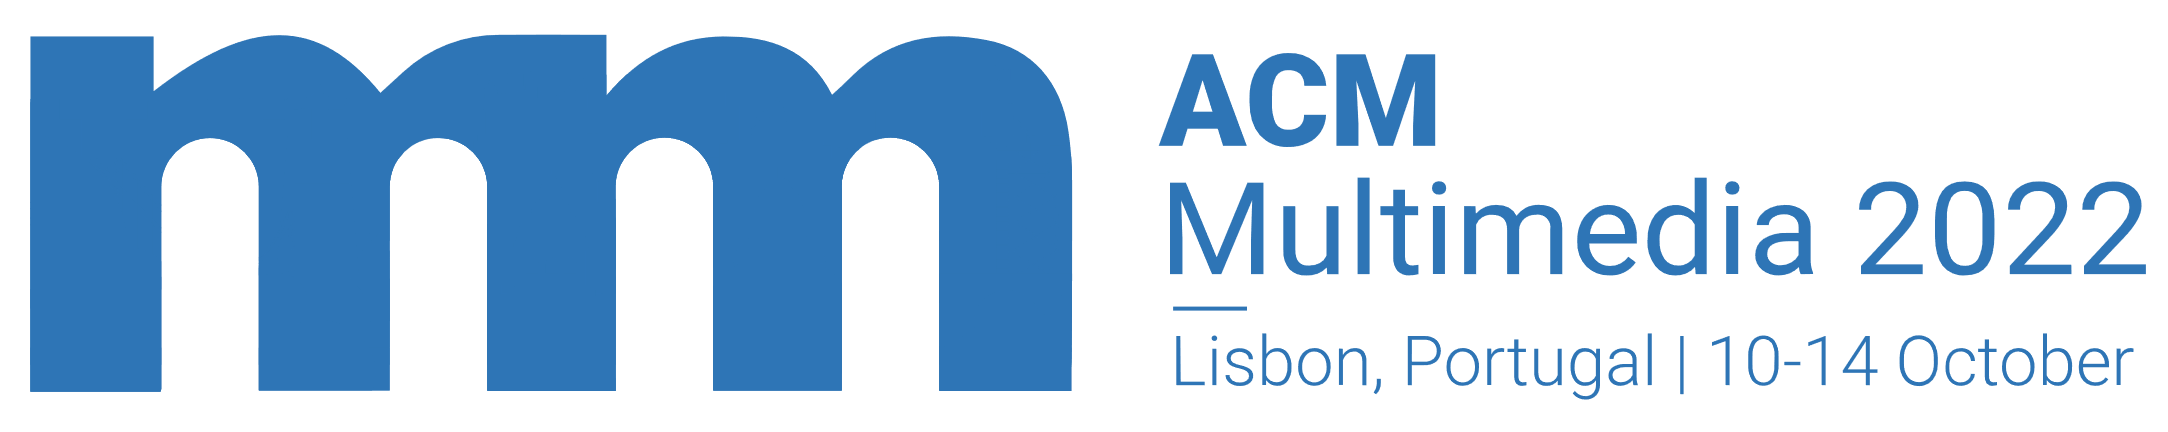 mm
ACM
Multimedia 2022
Lisbon, Portugal | 10-14 October